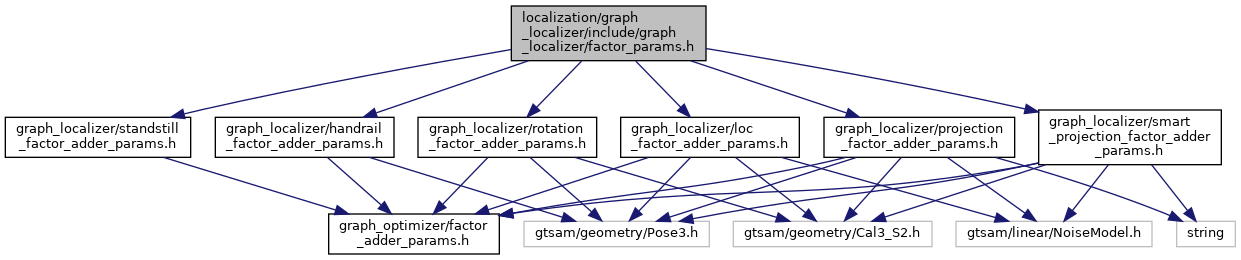 localization/graph
_localizer/include/graph
_localizer/factor_params.h
graph_localizer/standstill
_factor_adder_params.h
graph_localizer/handrail
_factor_adder_params.h
graph_localizer/rotation
_factor_adder_params.h
graph_localizer/loc
_factor_adder_params.h
graph_localizer/projection
_factor_adder_params.h
graph_localizer/smart
_projection_factor_adder
_params.h
graph_optimizer/factor
_adder_params.h
gtsam/geometry/Pose3.h
gtsam/geometry/Cal3_S2.h
gtsam/linear/NoiseModel.h
string